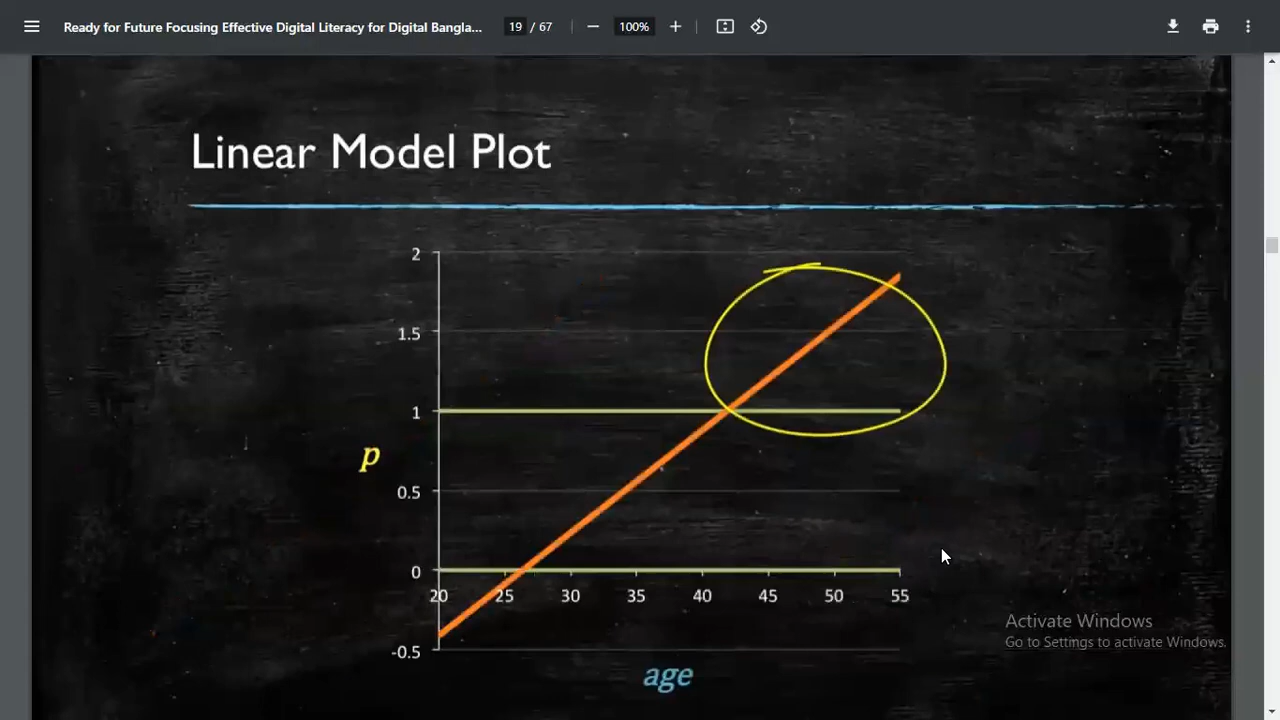 Ready for Future Focusing Effective Digital Literacy for Digital Bangla...
19 / 67
100%
Linear Model Plot
2
1.5
1
p
0.5
0
20 25 30 35 40 45 50 55
-0.5
age
Activate Windows
Go to Settings to activate Windows.